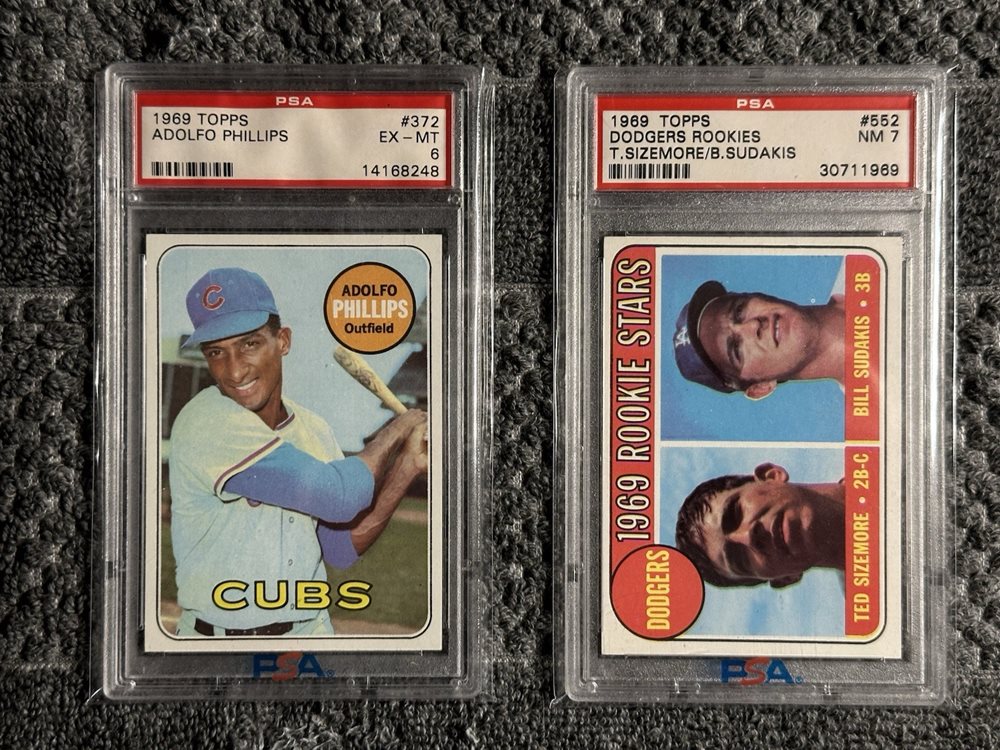 PSA
1969 TOPPS #372
ADOLFO PHILLIPS EX-MT
6
14168248
C
ADOLFO
PHILLIPS
Outfield
CUBS
PSA
PSA
1969 TOPPS #552
DODGERS ROOKIES NM 7
T.SIZEMORE/B.SUDAKIS
30711969
1969 ROOKIE STARS
DODGERS
LA
BILL SUDAKIS • 3B
TED SIZEMORE • 2B-C
PSA